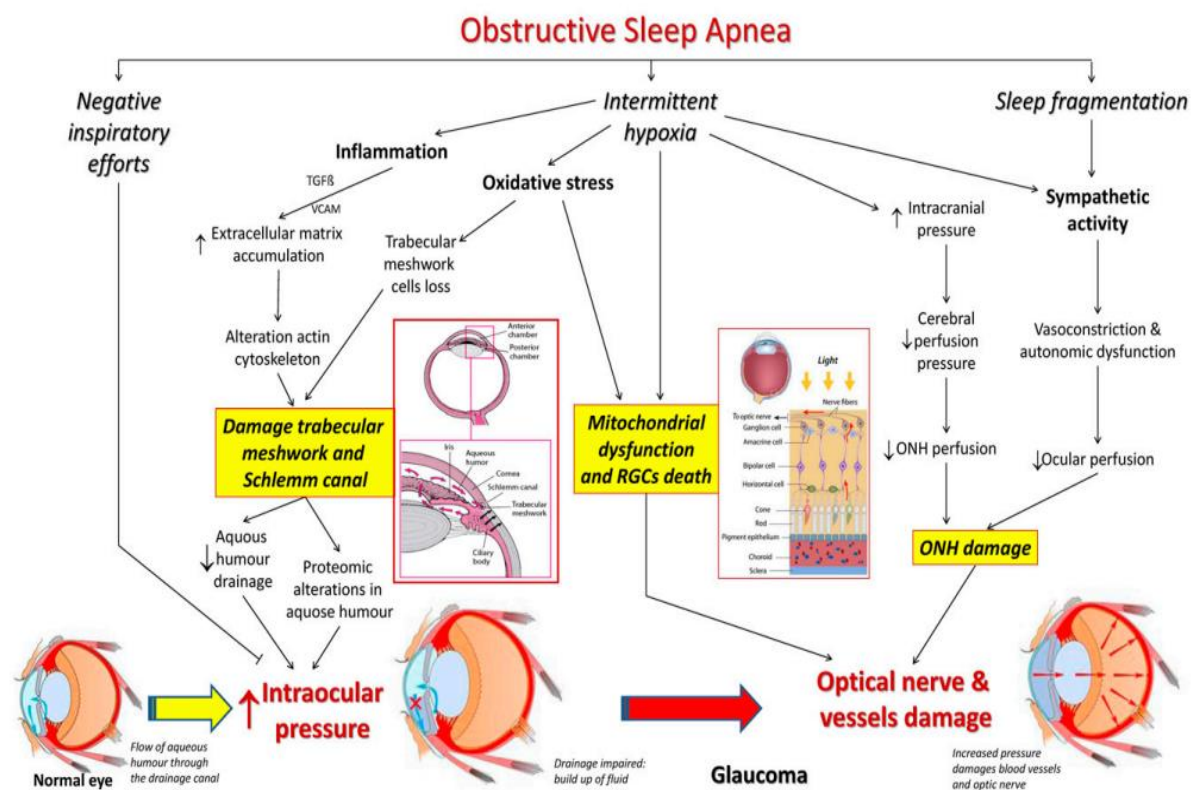 Obstructive Sleep Apnea
Negative
inspiratory
efforts
Intermittent
hypoxia
Sleep fragmentation
Inflammation
TGFß
VCAM
Oxidative stress
↑ Extracellular matrix
accumulation
Trabecular
meshwork
cells loss
↑ Intracranial
pressure
Sympathetic
activity
Alteration actin
cytoskeleton
↓ Cerebral
perfusion
pressure
Vasoconstriction &
autonomic dysfunction
Damage trabecular
meshwork and
Schlemm canal
Anterior
chamber
Posterior
chamber
Iris
Aqueous
humor
Cornea
Schlemm canal
Trabecular
meshwork
Ciliary
body
Mitochondrial
dysfunction
and RGCs death
Light
Nerve fibers
To optic nerve
Ganglion cell
Amacrine cell
Bipolar cell
Horizontal cell
Cone
Rod
Pigment epithelium
Choroid
Sclera
↓ONH perfusion
↓Ocular perfusion
ONH damage
↓ Aquous
humour
drainage
Proteomic
alterations in
aquose humour
↑ Intraocular
pressure
Optical nerve &
vessels damage
Normal eye
Flow of aqueous
humour through
the drainage canal
Drainage impaired:
build up of fluid
Glaucoma
Increased pressure
damages blood vessels
and optic nerve